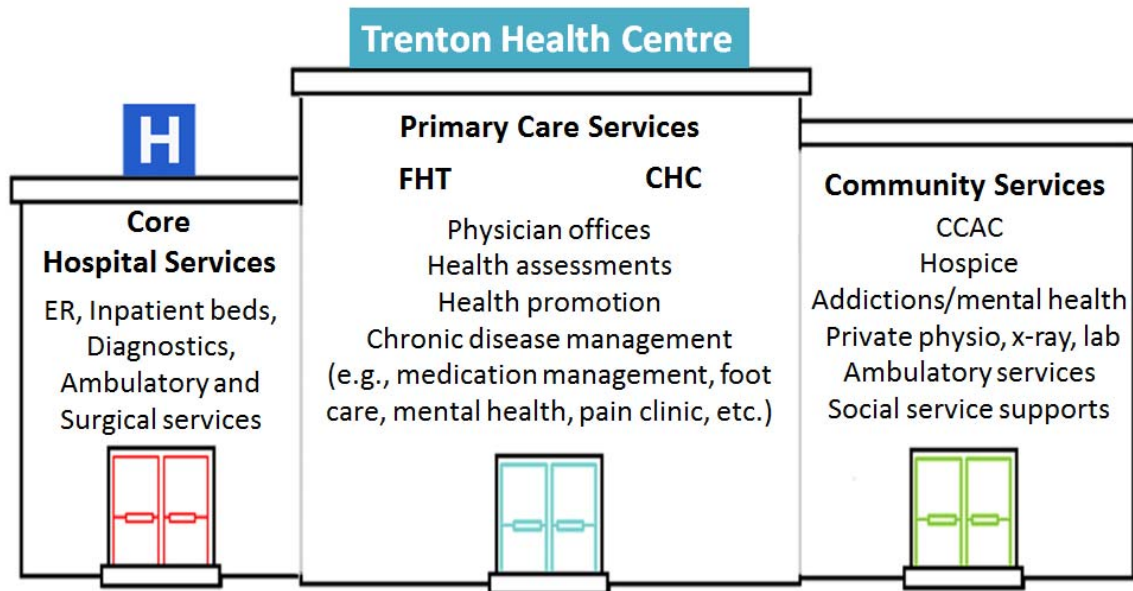 Trenton Health Centre
H
Core
Hospital Services
ER, Inpatient beds,
Diagnostics,
Ambulatory and
Surgical services
Primary Care Services
FHT CHC
Physician offices
Health assessments
Health promotion
Chronic disease management
(e.g., medication management, foot
care, mental health, pain clinic, etc.)
Community Services
CCAC
Hospice
Addictions/mental health
Private physio, x-ray, lab
Ambulatory services
Social service supports